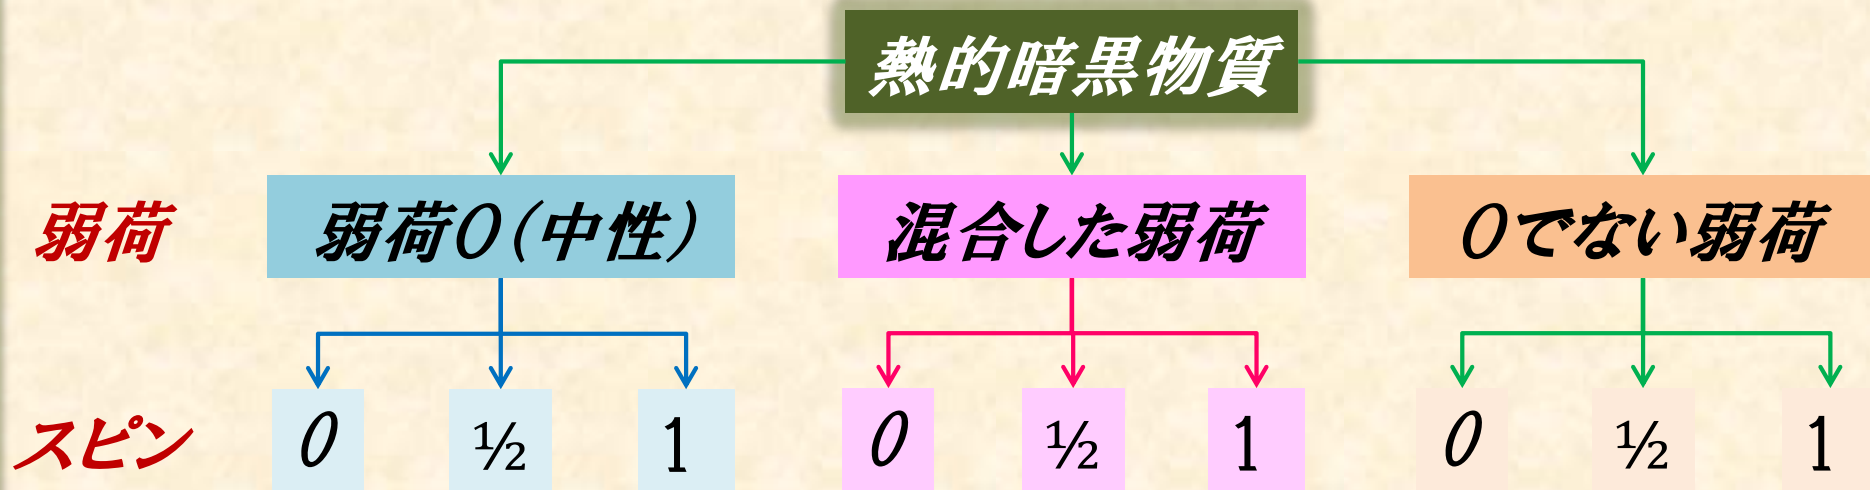 熱的暗黒物質
弱荷 弱荷0(中性) 混合した弱荷 0でない弱荷
スピン 0 ½ 1 0 ½ 1 0 ½ 1